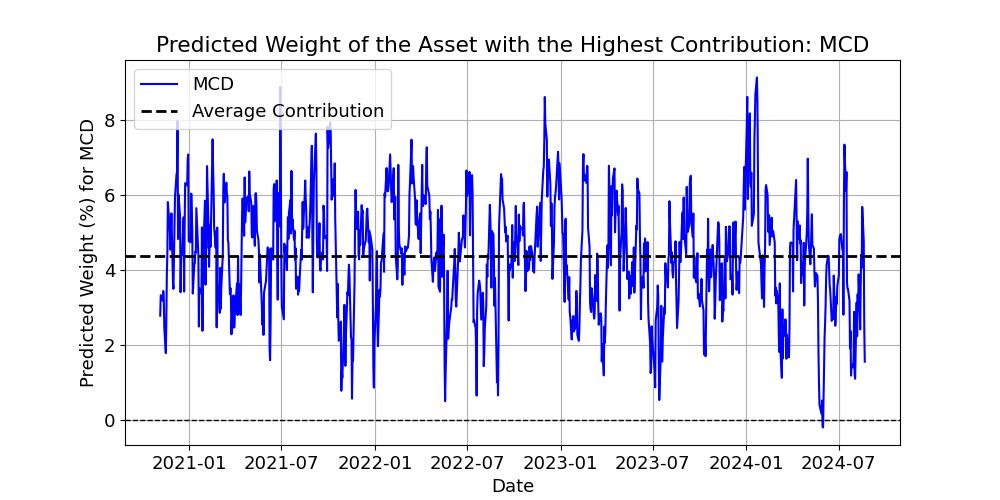 Predicted Weight of the Asset with the Highest Contribution: MCD
MCD
Average Contribution
Predicted Weight (%) for MCD
8
6
4
2
0
2021-01 2021-07 2022-01 2022-07 2023-01 2023-07 2024-01 2024-07
Date